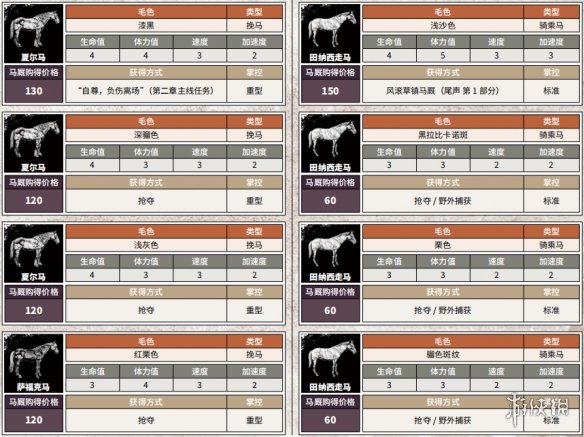 毛色 类型
漆黑 挽马
生命值 体力值 速度 加速度
夏尔马 4 4 3 2
马厩购得价格 获得方式 掌控
130 “自尊，负伤离场”（第二章主线任务） 重型
毛色 类型
浅沙色 骑乘马
生命值 体力值 速度 加速度
田纳西走马 4 5 3 3
马厩购得价格 获得方式 掌控
150 风滚草镇马厩（尾声 第 1 部分） 标准
毛色 类型
深骝色 挽马
生命值 体力值 速度 加速度
夏尔马 4 3 3 2
马厩购得价格 获得方式 掌控
120 抢夺 重型
毛色 类型
黑拉比卡诺斑 骑乘马
生命值 体力值 速度 加速度
田纳西走马 3 3 3 2
马厩购得价格 获得方式 掌控
60 抢夺 / 野外捕获 标准
毛色 类型
浅灰色 挽马
生命值 体力值 速度 加速度
夏尔马 4 3 3 2
马厩购得价格 获得方式 掌控
120 抢夺 重型
毛色 类型
栗色 骑乘马
生命值 体力值 速度 加速度
田纳西走马 3 3 2 2
马厩购得价格 获得方式 掌控
60 抢夺 / 野外捕获 标准
毛色 类型
红栗色 挽马
生命值 体力值 速度 加速度
萨福克马 3 4 3 2
马厩购得价格 获得方式 掌控
120 抢夺 重型
毛色 类型
骝色斑纹 骑乘马
生命值 体力值 速度 加速度
田纳西走马 3 3 2 2
马厩购得价格 获得方式 掌控
60 抢夺 / 野外捕获 标准
游侠网